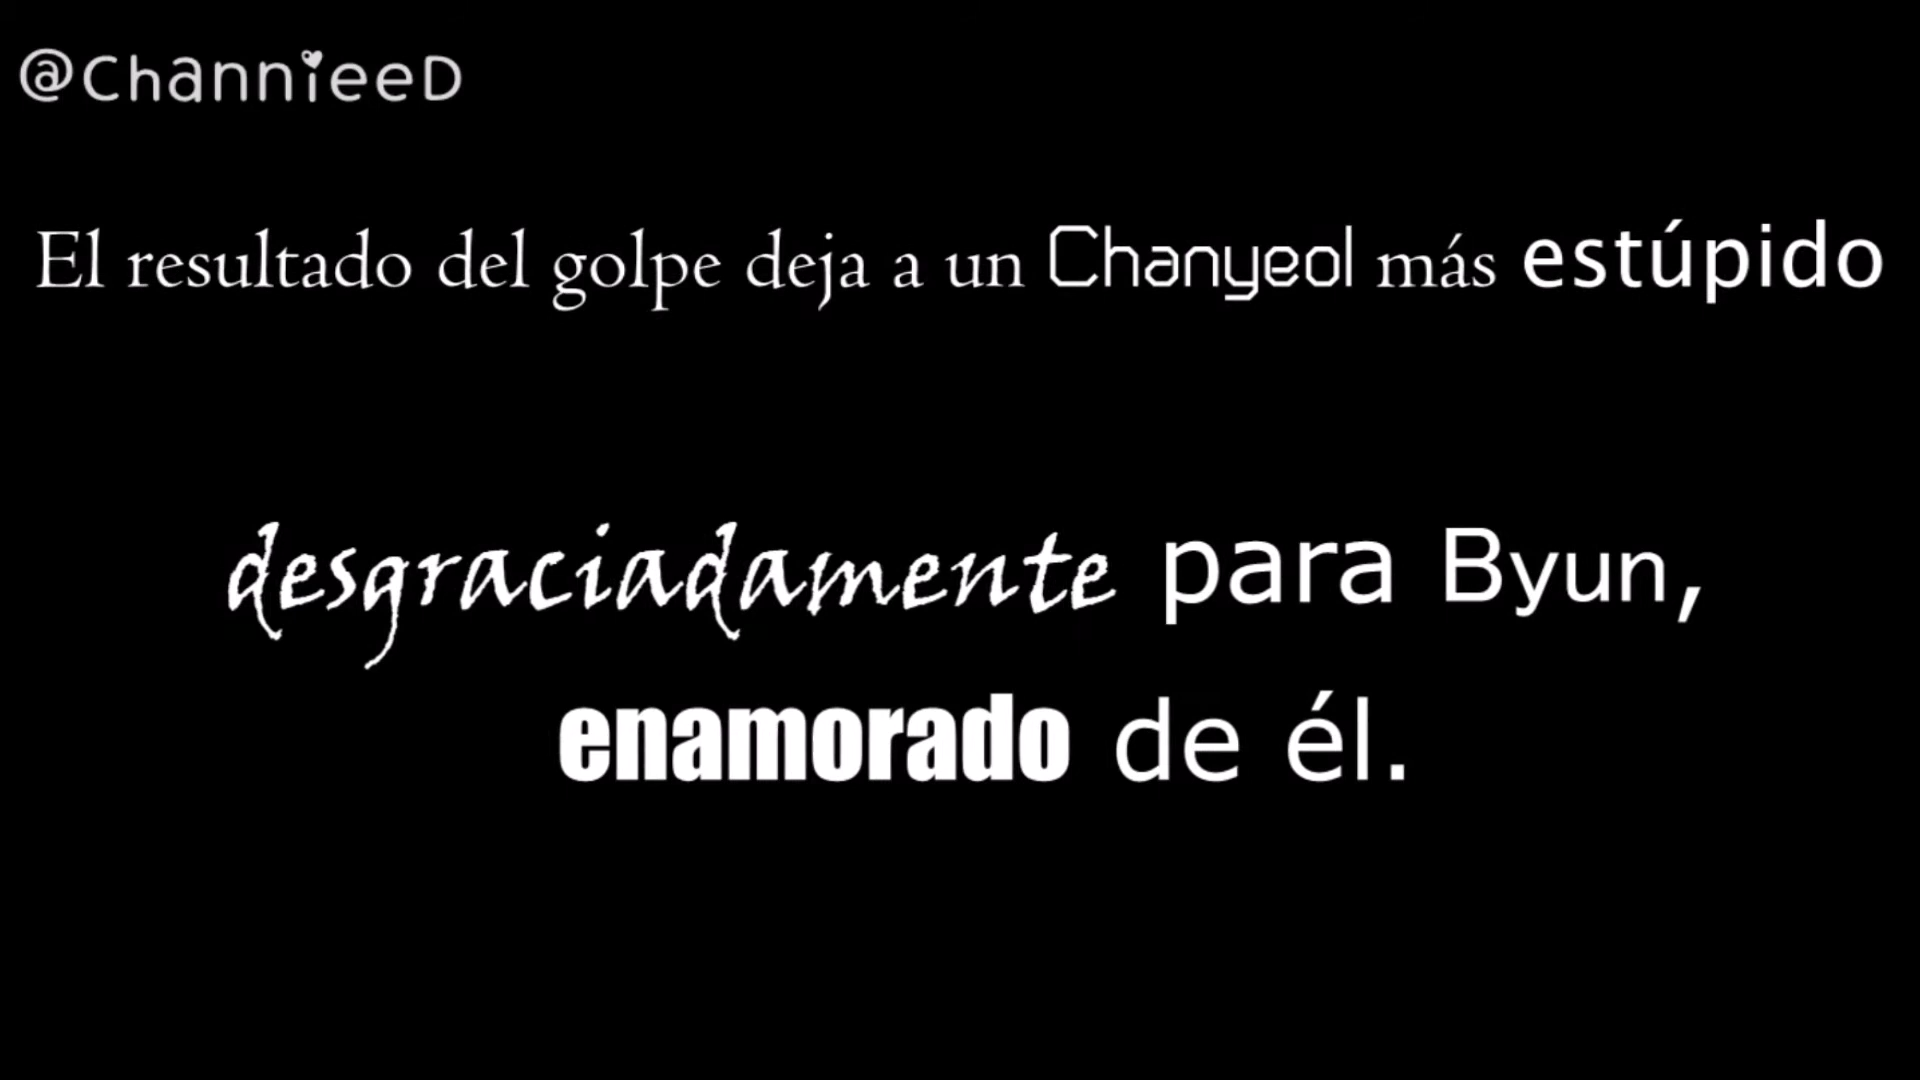 @ChannieeD
El resultado del golpe deja a un Chanyeol más estúpido
desgraciadamente para Byun,
enamorado de él.